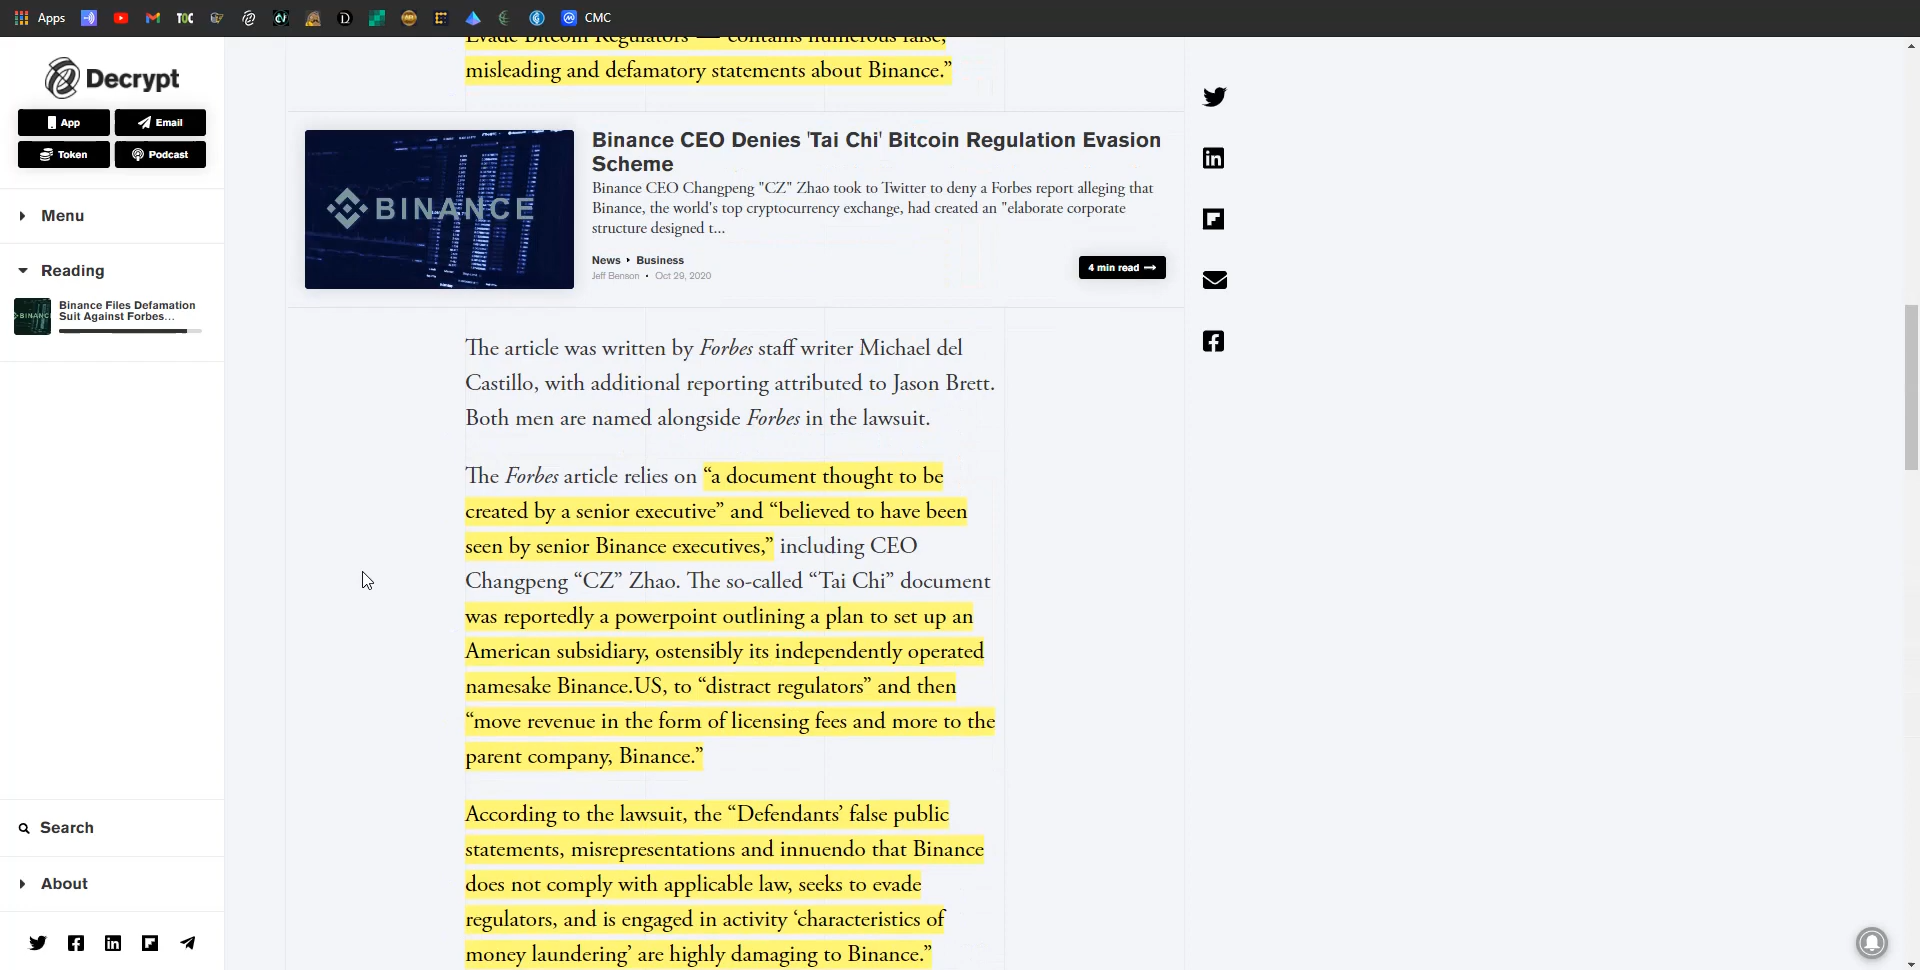 Apps
TOC
CMC
Decrypt
App
Email
Token
Podcast
Menu
Reading
Binance Files Defamation
Suit Against Forbes...
Search
About
Evade Bitcoin Regulators’ — contains numerous false,
misleading and defamatory statements about Binance.”
BINANCE
Binance CEO Denies 'Tai Chi' Bitcoin Regulation Evasion
Scheme
Binance CEO Changpeng "CZ" Zhao took to Twitter to deny a Forbes report alleging that
Binance, the world's top cryptocurrency exchange, had created an "elaborate corporate
structure designed t...
News ‣ Business
Jeff Benson • Oct 29, 2020
4 min read
The article was written by Forbes staff writer Michael del
Castillo, with additional reporting attributed to Jason Brett.
Both men are named alongside Forbes in the lawsuit.
The Forbes article relies on “a document thought to be
created by a senior executive” and “believed to have been
seen by senior Binance executives,” including CEO
Changpeng “CZ” Zhao. The so-called “Tai Chi” document
was reportedly a powerpoint outlining a plan to set up an
American subsidiary, ostensibly its independently operated
namesake Binance.US, to “distract regulators” and then
“move revenue in the form of licensing fees and more to the
parent company, Binance.”
According to the lawsuit, the “Defendants’ false public
statements, misrepresentations and innuendo that Binance
does not comply with applicable law, seeks to evade
regulators, and is engaged in activity ‘characteristics of
money laundering’ are highly damaging to Binance.”